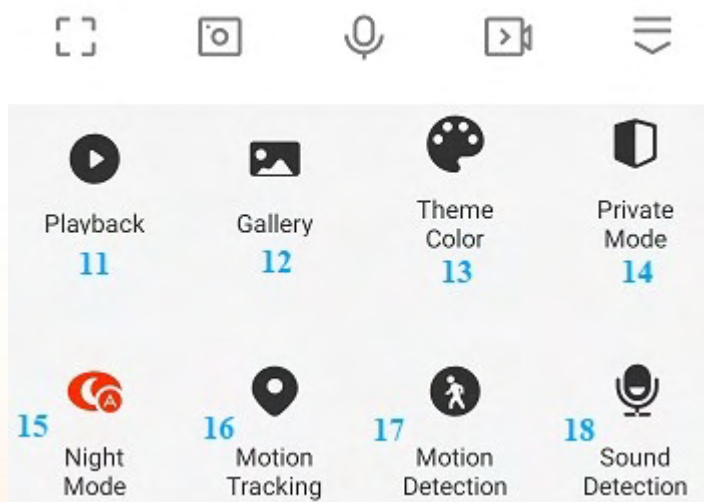 Playback
Gallery
Theme
Color
Private
Mode
11
12
13
14
15
Night
Mode
16
Motion
Tracking
17
Motion
Detection
18
Sound
Detection
A